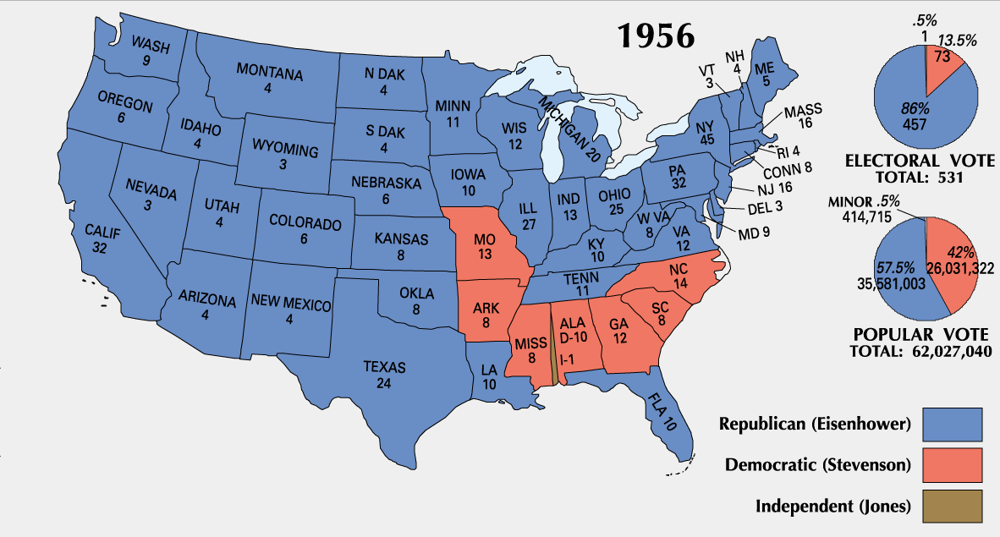 1956
WASH
9
OREGON
6
CALIF
32
NEVADA
3
IDAHO
4
MONTANA
4
WYOMING
3
UTAH
4
COLORADO
6
ARIZONA
4
NEW MEXICO
4
N DAK
4
S DAK
4
NEBRASKA
6
KANSAS
8
OKLA
8
TEXAS
24
MINN
11
IOWA
10
MO
13
ARK
8
LA
10
WIS
12
ILL
27
MICHIGAN 20
IND
13
OHIO
25
KY
10
TENN
11
MISS
8
ALA
D-10
I-1
GA
12
FLA 10
SC
8
NC
14
VA
12
W VA
8
PA
32
NY
45
VT
3
NH
4
ME
5
MASS
16
RI 4
CONN 8
NJ 16
DEL 3
MD 9
.5%
1
13.5%
73
86%
457
ELECTORAL VOTE
TOTAL: 531
MINOR .5%
414,715
42%
26,031,322
57.5%
35,581,003
POPULAR VOTE
TOTAL: 62,027,040
Republican (Eisenhower)
Democratic (Stevenson)
Independent (Jones)